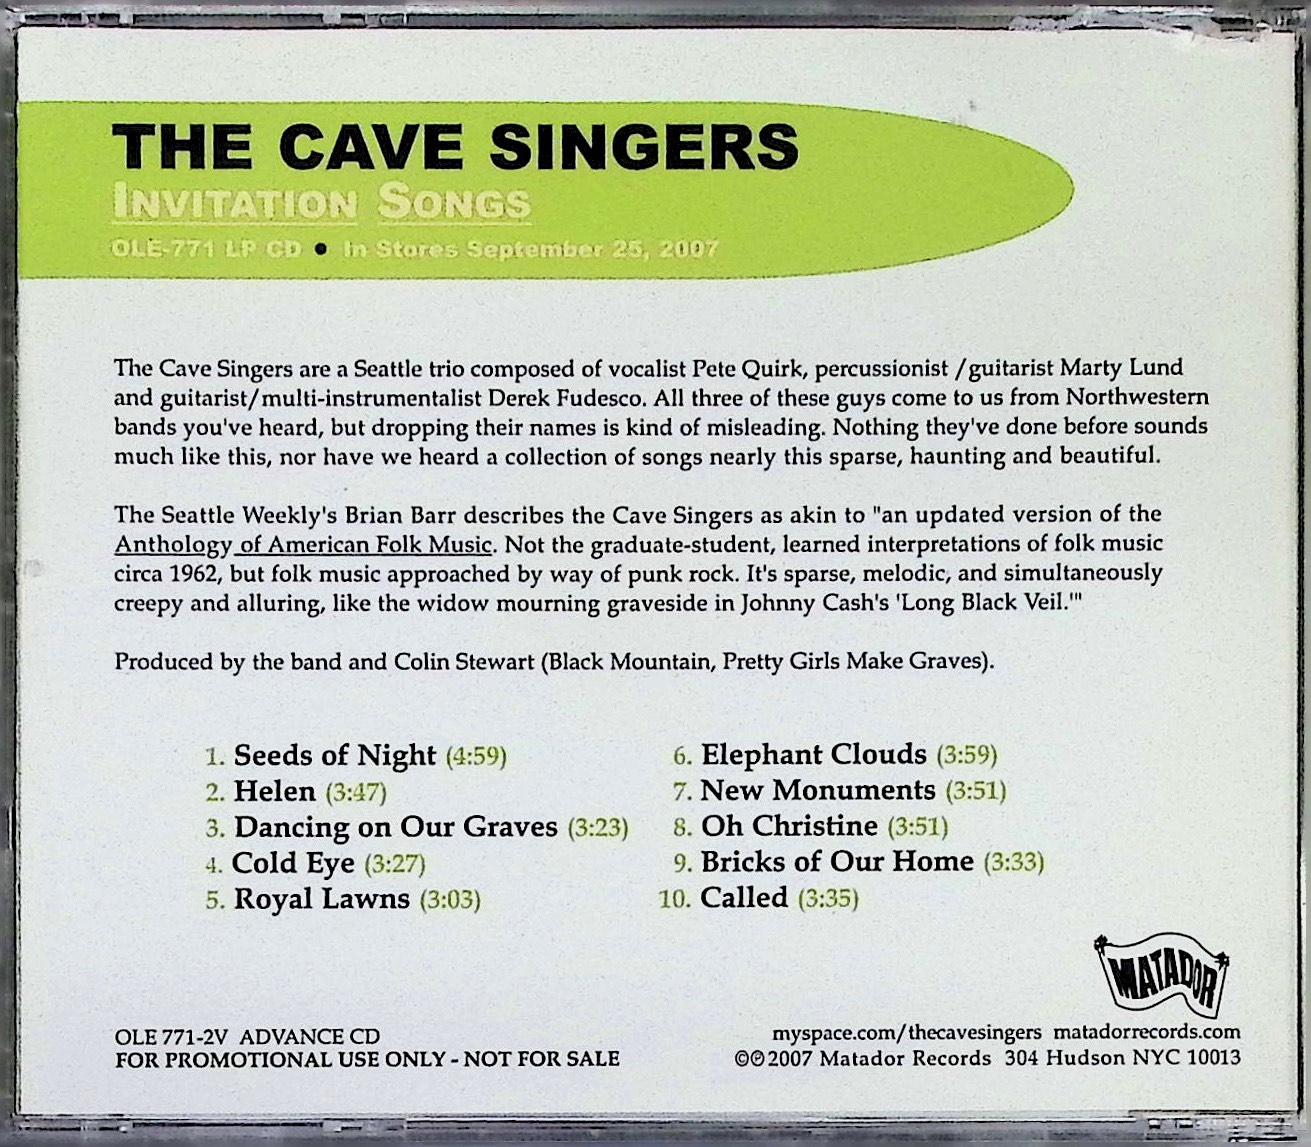 THE CAVE SINGERS
INVITATION SONGS
OLE-771 LP CD • In Stores September 25, 2007
The Cave Singers are a Seattle trio composed of vocalist Pete Quirk, percussionist /guitarist Marty Lund
and guitarist/multi-instrumentalist Derek Fudesco. All three of these guys come to us from Northwestern
bands you've heard, but dropping their names is kind of misleading. Nothing they've done before sounds
much like this, nor have we heard a collection of songs nearly this sparse, haunting and beautiful.
The Seattle Weekly's Brian Barr describes the Cave Singers as akin to "an updated version of the
Anthology of American Folk Music. Not the graduate-student, learned interpretations of folk music
circa 1962, but folk music approached by way of punk rock. It's sparse, melodic, and simultaneously
creepy and alluring, like the widow mourning graveside in Johnny Cash's 'Long Black Veil.'"
Produced by the band and Colin Stewart (Black Mountain, Pretty Girls Make Graves).
1. Seeds of Night (4:59)
2. Helen (3:47)
3. Dancing on Our Graves (3:23)
4. Cold Eye (3:27)
5. Royal Lawns (3:03)
6. Elephant Clouds (3:59)
7. New Monuments (3:51)
8. Oh Christine (3:51)
9. Bricks of Our Home (3:33)
10. Called (3:35)
MATADOR
OLE 771-2V ADVANCE CD
FOR PROMOTIONAL USE ONLY - NOT FOR SALE
myspace.com/thecavesingers matadorrecords.com
©℗2007 Matador Records 304 Hudson NYC 10013